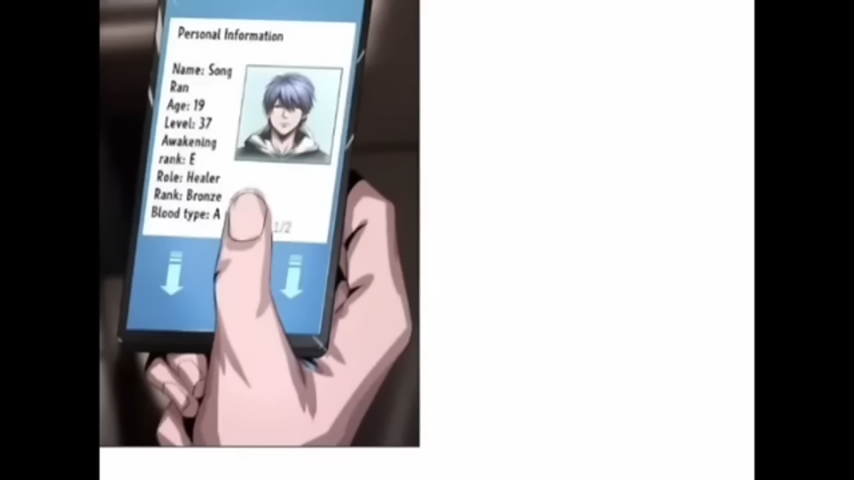 Personal Information
Name: Song
Ran
Age: 19
Level: 37
Awakening
rank: E
Role: Healer
Rank: Bronze
Blood type: A
1/2